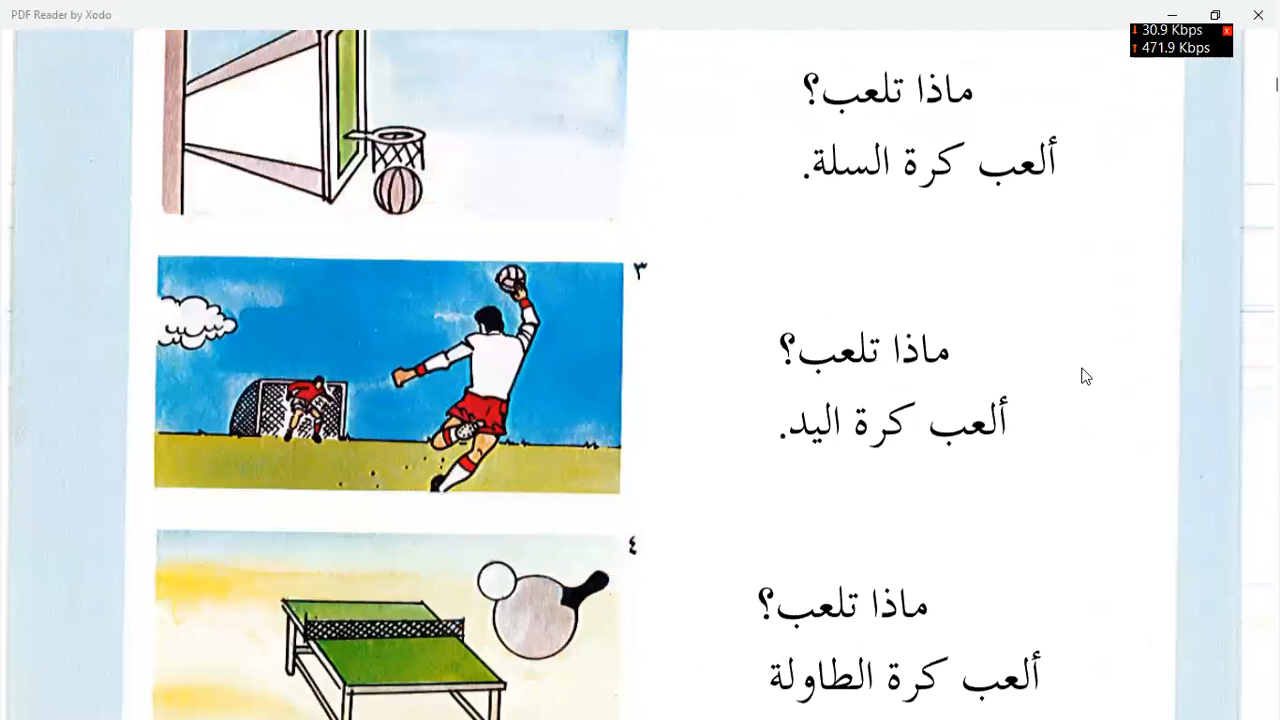 PDF Reader by Xodo
↓ 30.9 Kbps x
↑ 471.9 Kbps
ماذا تلعب؟
ألعب كرة السلة.
٣
ماذا تلعب؟
ألعب كرة اليد.
٤
ماذا تلعب؟
ألعب كرة الطاولة